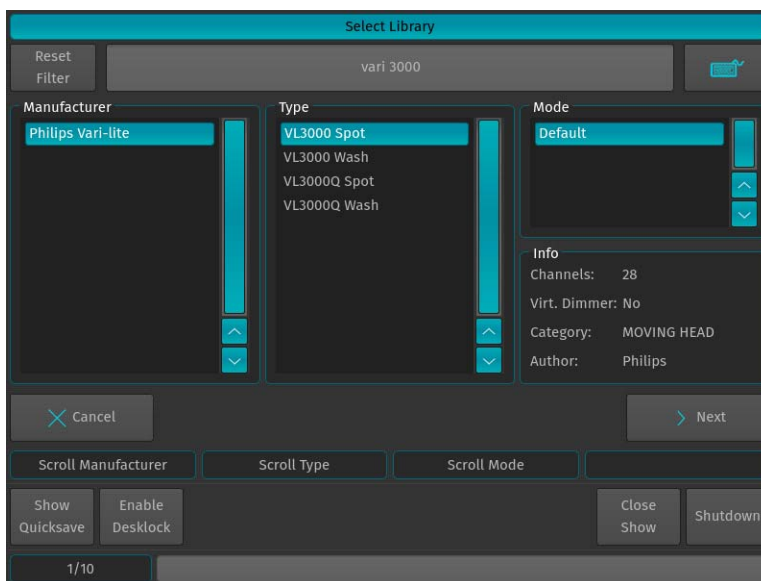 Select Library
Reset
Filter
vari 3000
Manufacturer
Philips Vari-lite
Type
VL3000 Spot
VL3000 Wash
VL3000Q Spot
VL3000Q Wash
Mode
Default
Info
Channels: 28
Virt. Dimmer: No
Category: MOVING HEAD
Author: Philips
Cancel
Next
Scroll Manufacturer
Scroll Type
Scroll Mode
Show
Quicksave
Enable
Desklock
Close
Show
Shutdown
1/10